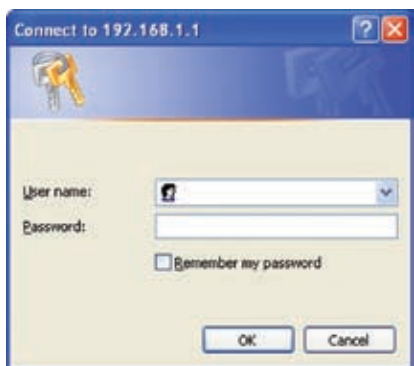 Connect to 192.168.1.1
User name:
Password:
Remember my password
OK Cancel